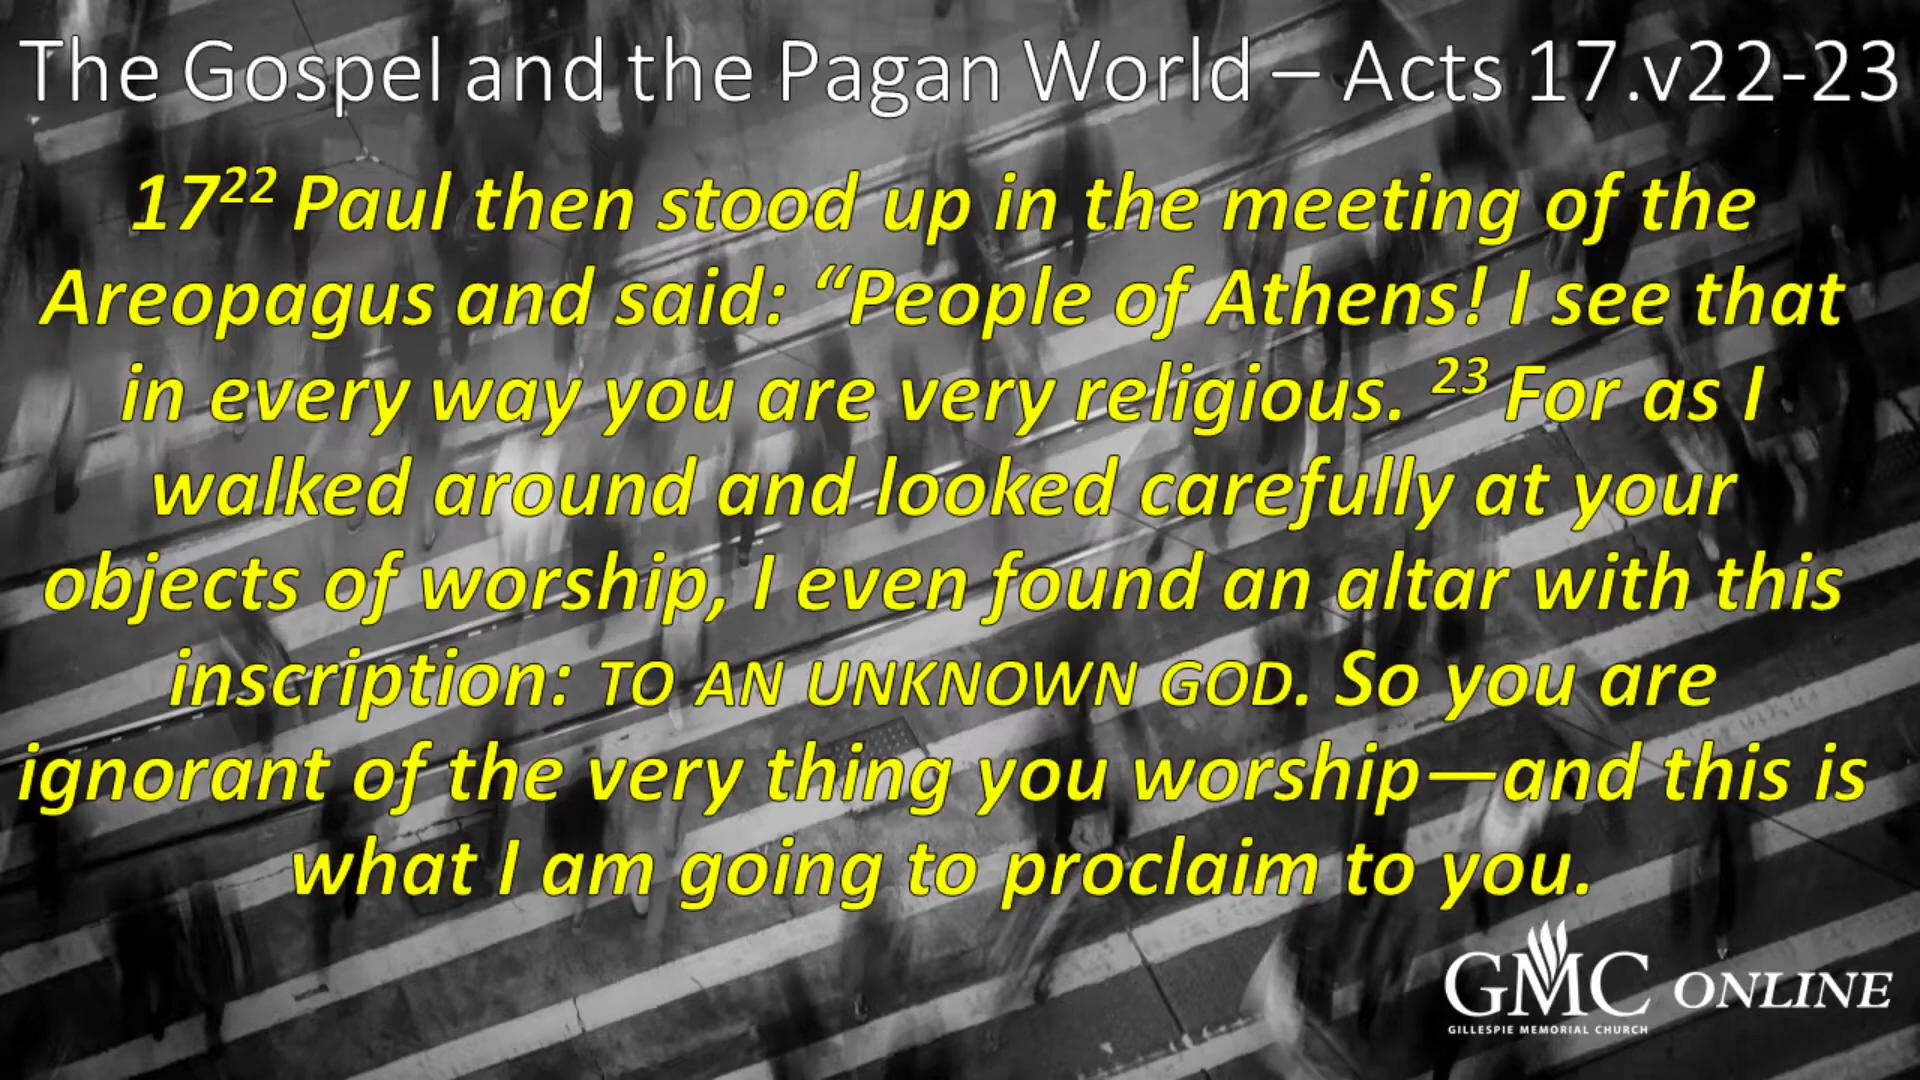 The Gospel and the Pagan World – Acts 17.v22-23
17²² Paul then stood up in the meeting of the
Areopagus and said: “People of Athens! I see that
in every way you are very religious. ²³ For as I
walked around and looked carefully at your
objects of worship, I even found an altar with this
inscription: TO AN UNKNOWN GOD. So you are
ignorant of the very thing you worship—and this is
what I am going to proclaim to you.
GMC ONLINE
GILLESPIE MEMORIAL CHURCH